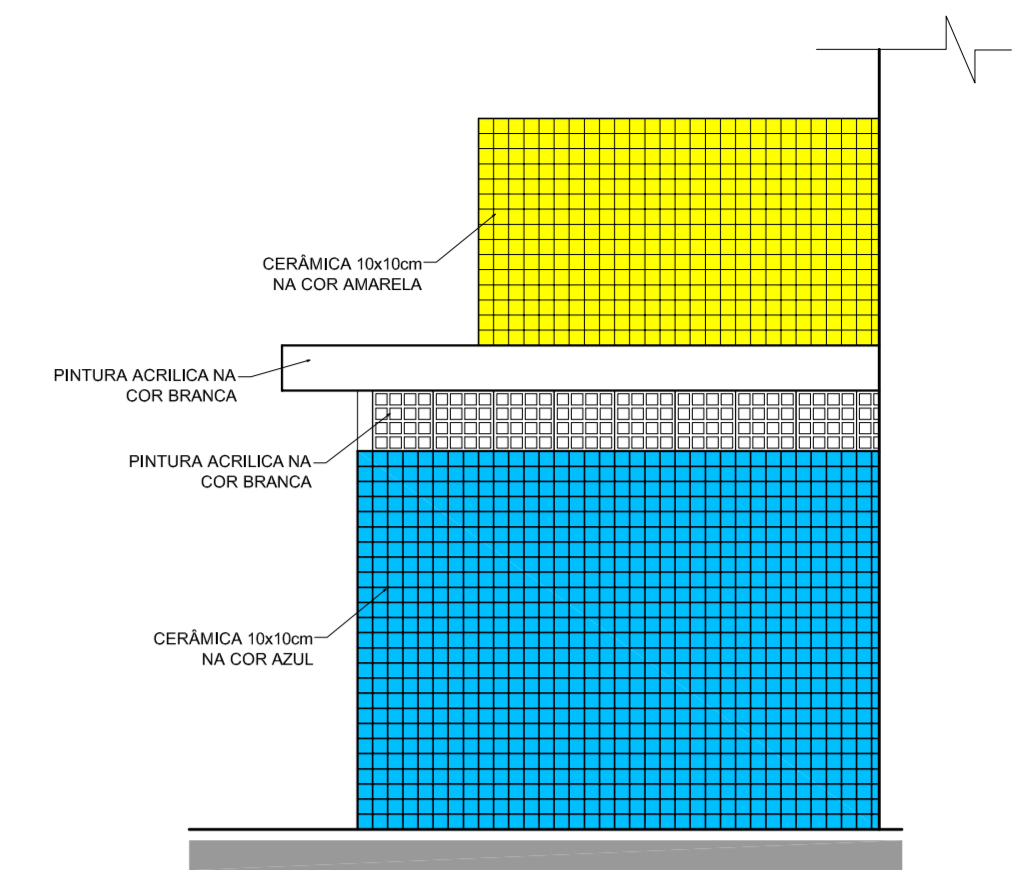 CERÂMICA 10x10cm
NA COR AMARELA
PINTURA ACRILICA NA
COR BRANCA
PINTURA ACRILICA NA
COR BRANCA
CERÂMICA 10x10cm
NA COR AZUL